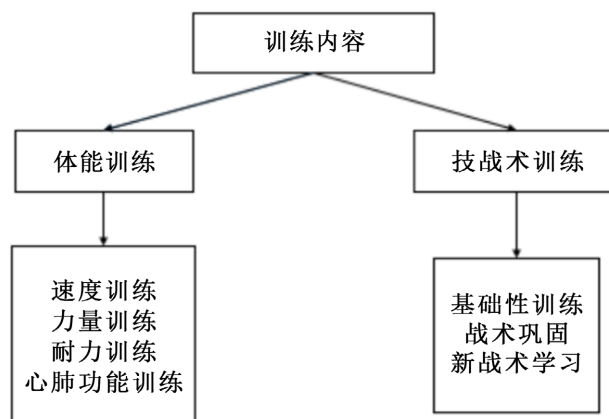 训练内容
体能训练
技战术训练
速度训练
力量训练
耐力训练
心肺功能训练
基础性训练
战术巩固
新战术学习